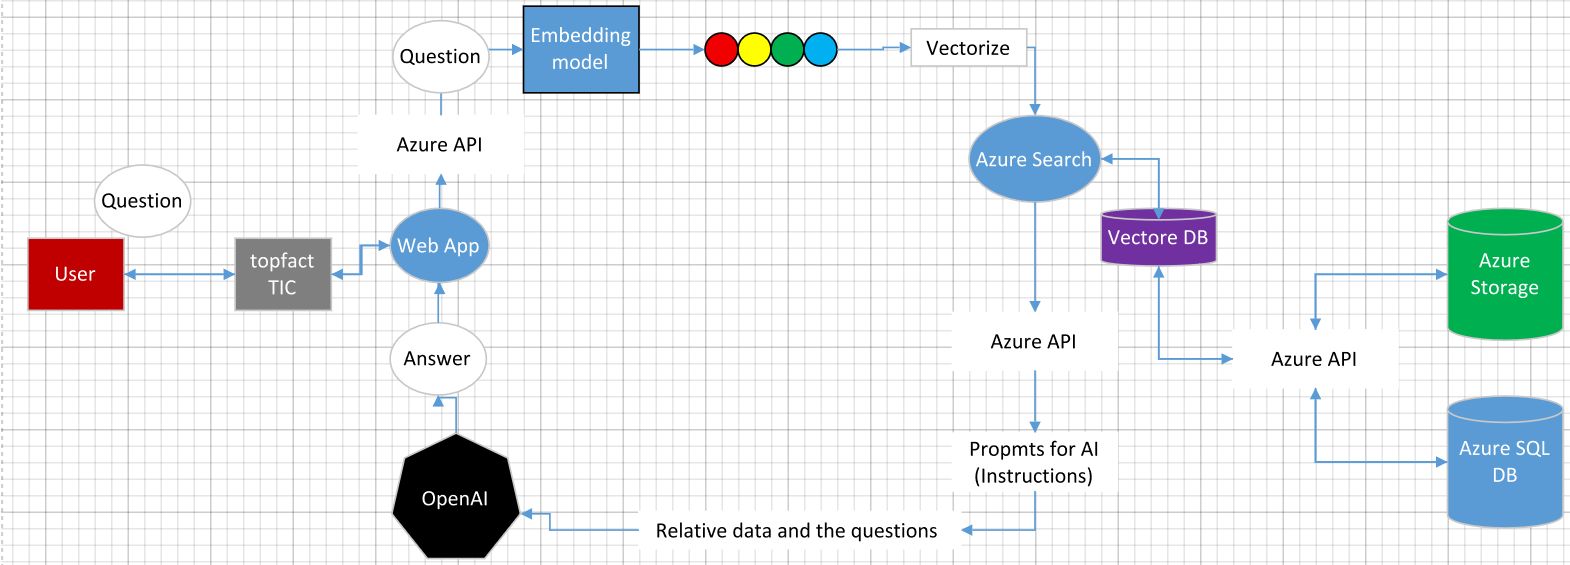 Question
Embedding
model
Vectorize
Azure API
Azure Search
Question
Web App
Vectore DB
User
topfact
TIC
Azure
Storage
Answer
Azure API
Azure API
Propmts for AI
(Instructions)
Azure SQL
DB
OpenAI
Relative data and the questions